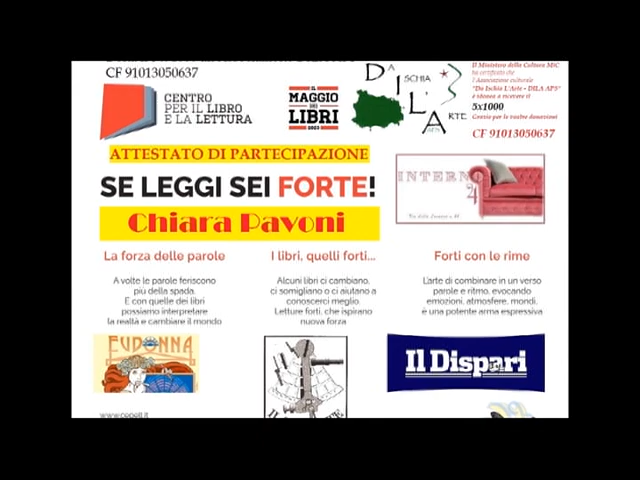 CF 91013050637
CENTRO
PER IL LIBRO
E LA LETTURA
IL
MAGGIO
DEI
LIBRI
2023
DA
ISCHIA
L'A
ARTE
APS
Il Ministero della Cultura MiC
ha certificato che
l'Associazione culturale
"Da Ischia L'Arte - DILA APS"
è idonea a ricevere il
5x1000
Grazie per le vostre donazioni
CF 91013050637
ATTESTATO DI PARTECIPAZIONE
SE LEGGI SEI FORTE!
Chiara Pavoni
INTERNO
4
La forza delle parole
A volte le parole feriscono
più della spada.
E con quelle dei libri
possiamo interpretare
la realtà e cambiare il mondo
I libri, quelli forti...
Alcuni libri ci cambiano,
ci somigliano o ci aiutano a
conoscerci meglio.
Letture forti, che ispirano
nuova forza
Forti con le rime
L'arte di combinare in un verso
parole e ritmo, evocando
emozioni, atmosfere, mondi,
è una potente arma espressiva
EUDONNA
Il Dispari
www.cepell.it